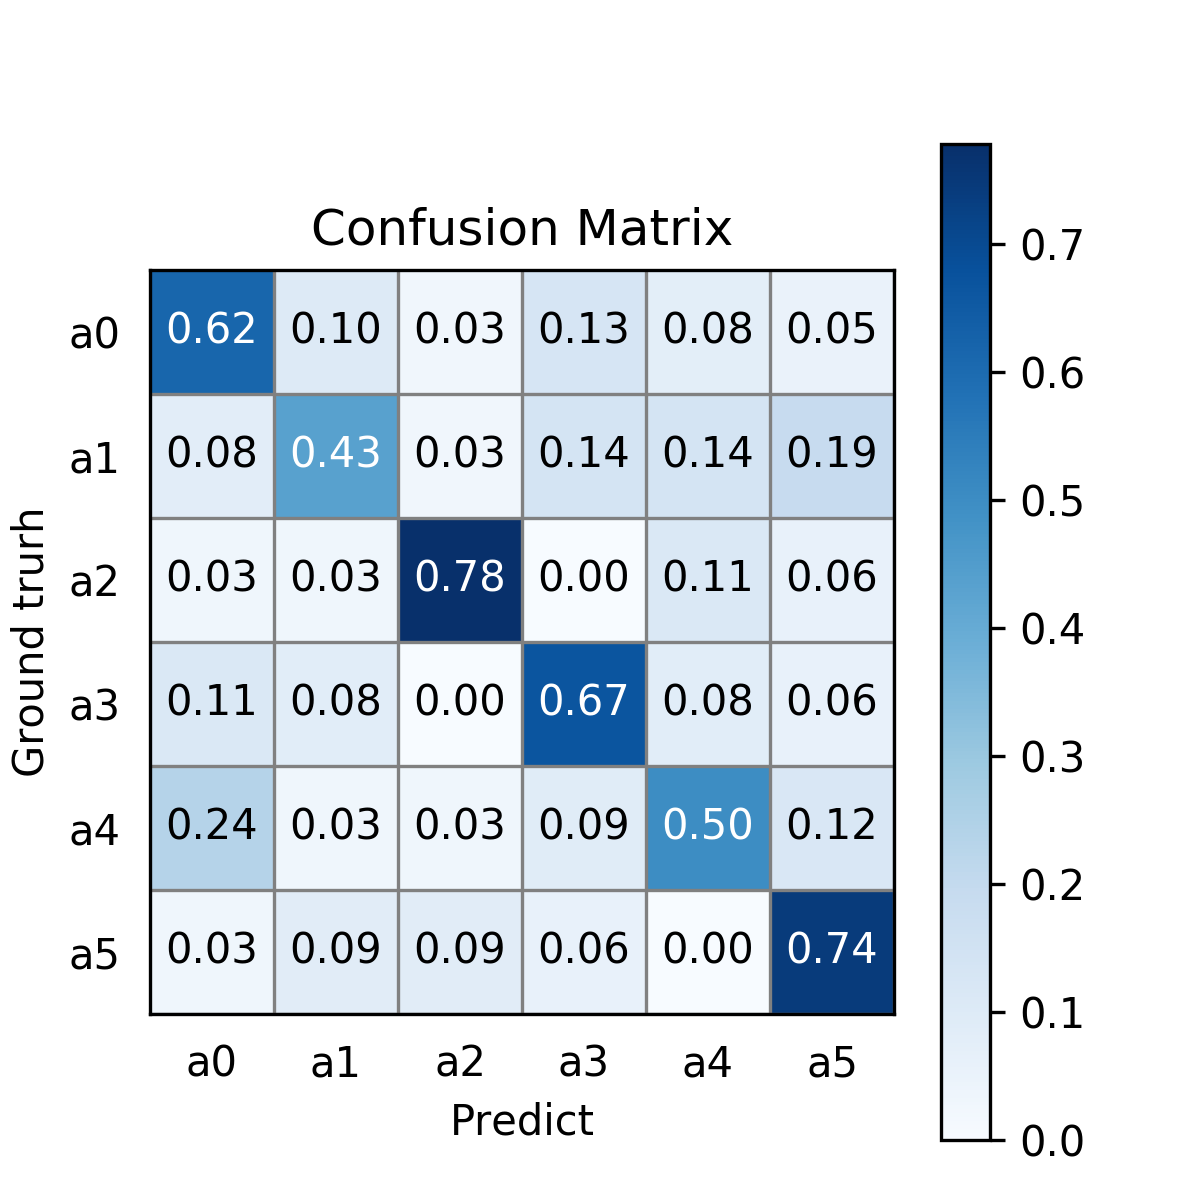 Confusion Matrix
a0 0.62 0.10 0.03 0.13 0.08 0.05
a1 0.08 0.43 0.03 0.14 0.14 0.19
a2 0.03 0.03 0.78 0.00 0.11 0.06
a3 0.11 0.08 0.00 0.67 0.08 0.06
a4 0.24 0.03 0.03 0.09 0.50 0.12
a5 0.03 0.09 0.09 0.06 0.00 0.74
a0 a1 a2 a3 a4 a5
Predict
Ground trurh
0.7
0.6
0.5
0.4
0.3
0.2
0.1
0.0